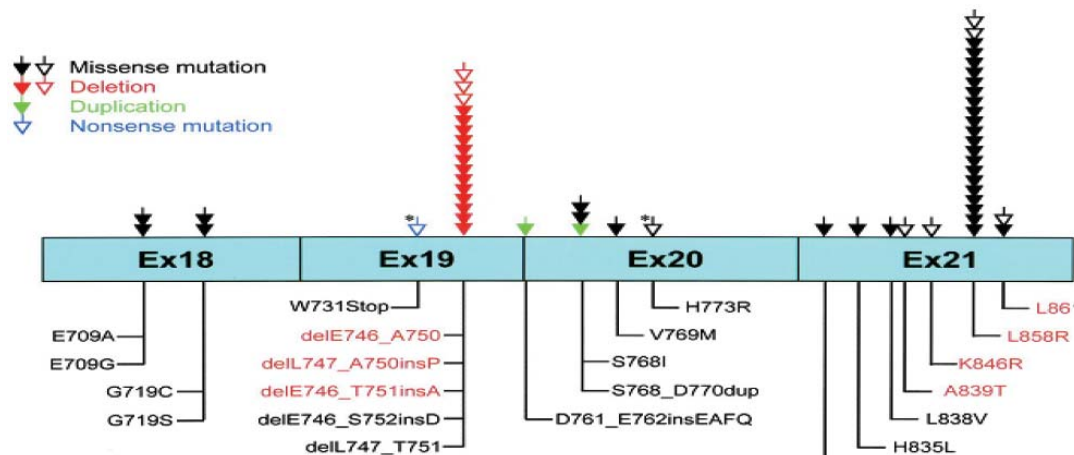 Missense mutation
Deletion
Duplication
Nonsense mutation
*
*
Ex18
Ex19
Ex20
Ex21
W731Stop
H773R
L861
E709A
delE746_A750
V769M
L858R
E709G
delL747_A750insP
S768I
K846R
G719C
delE746_T751insA
S768_D770dup
A839T
G719S
delE746_S752insD
D761_E762insEAFQ
L838V
delL747_T751
H835L